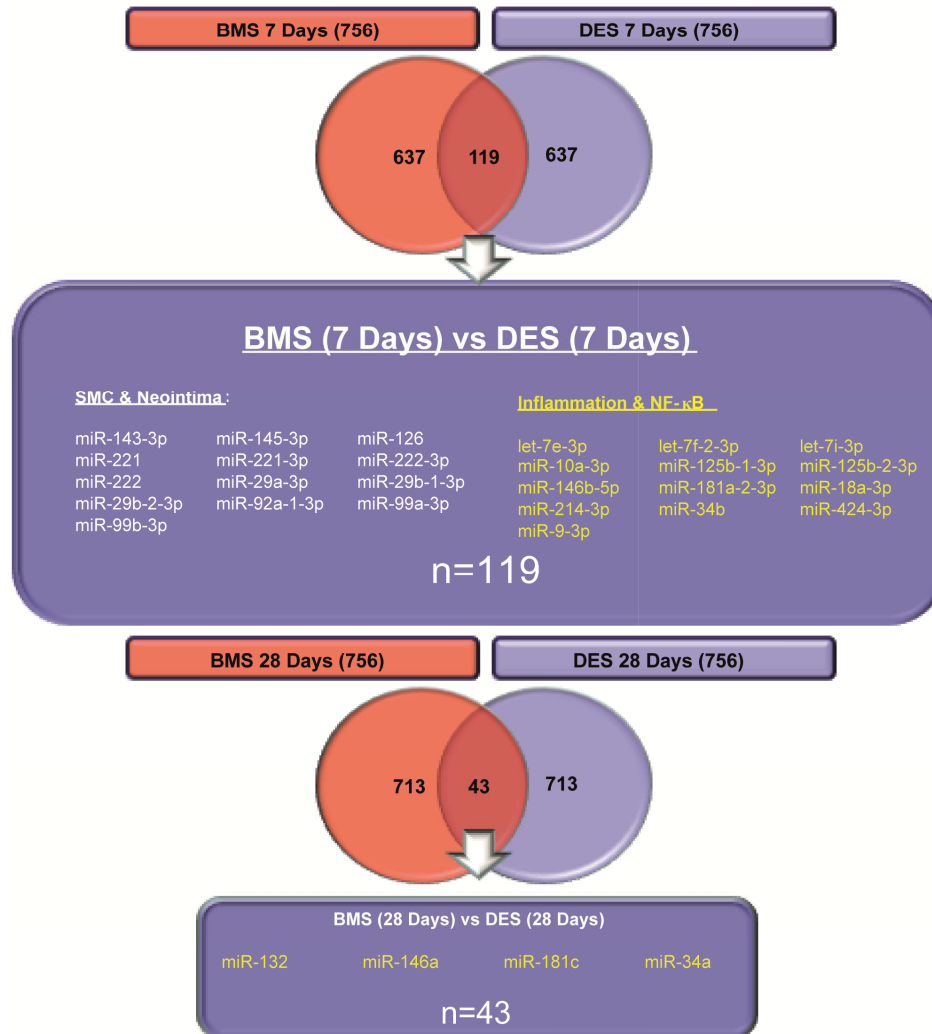 BMS 7 Days (756) DES 7 Days (756)
637 119 637
BMS (7 Days) vs DES (7 Days)
SMC & Neointima :
miR-143-3p miR-145-3p miR-126
miR-221 miR-221-3p miR-222-3p
miR-222 miR-29a-3p miR-29b-1-3p
miR-29b-2-3p miR-92a-1-3p miR-99a-3p
miR-99b-3p
Inflammation & NF-κB
let-7e-3p let-7f-2-3p let-7i-3p
miR-10a-3p miR-125b-1-3p miR-125b-2-3p
miR-146b-5p miR-181a-2-3p miR-18a-3p
miR-214-3p miR-34b miR-424-3p
miR-9-3p
n=119
BMS 28 Days (756) DES 28 Days (756)
713 43 713
BMS (28 Days) vs DES (28 Days)
miR-132 miR-146a miR-181c miR-34a
n=43